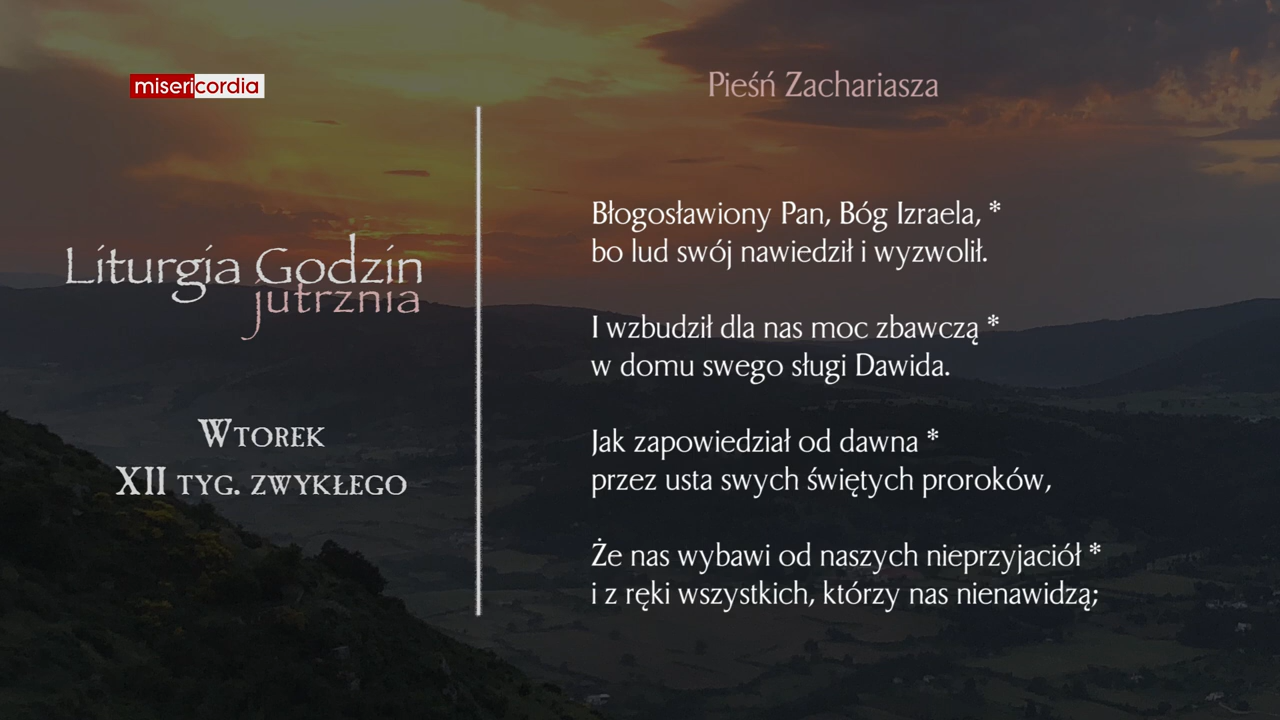 misericordia
Liturgia Godzin
jutrznia
Wtorek
XII tyg. zwykłego
Pieśń Zachariasza
Błogosławiony Pan, Bóg Izraela, *
bo lud swój nawiedził i wyzwolił.
I wzbudził dla nas moc zbawczą *
w domu swego sługi Dawida.
Jak zapowiedział od dawna *
przez usta swych świętych proroków,
Że nas wybawi od naszych nieprzyjaciół *
i z ręki wszystkich, którzy nas nienawidzą;